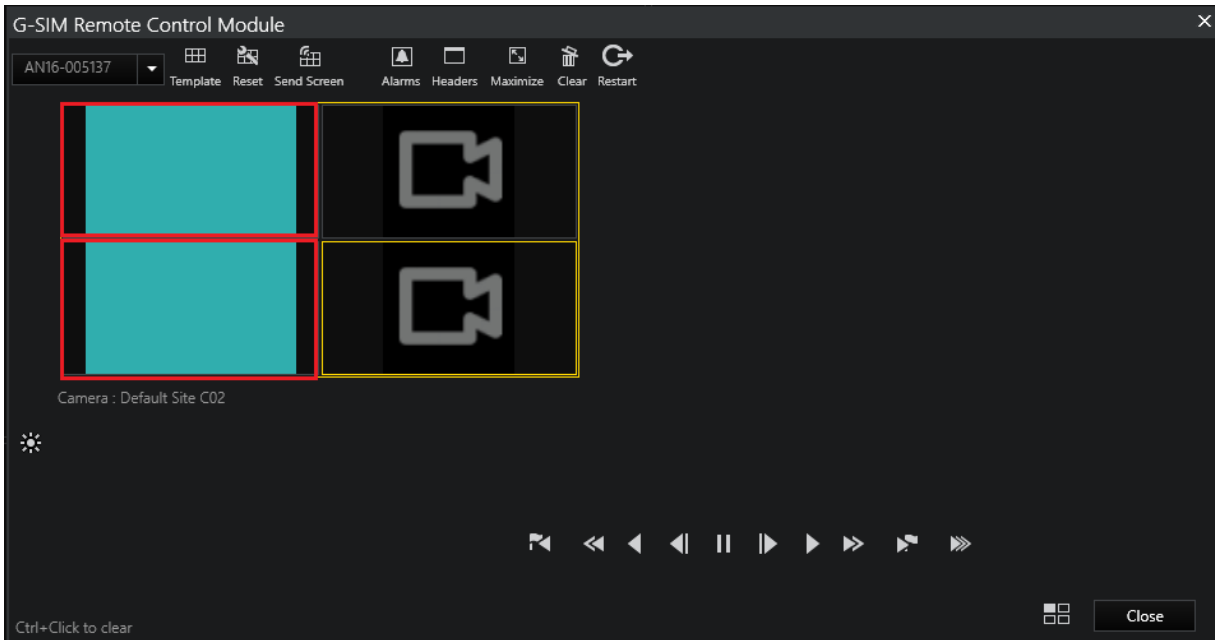 G-SIM Remote Control Module
AN16-005137
Template Reset Send Screen Alarms Headers Maximize Clear Restart
Camera : Default Site C02
Ctrl+Click to clear
Close